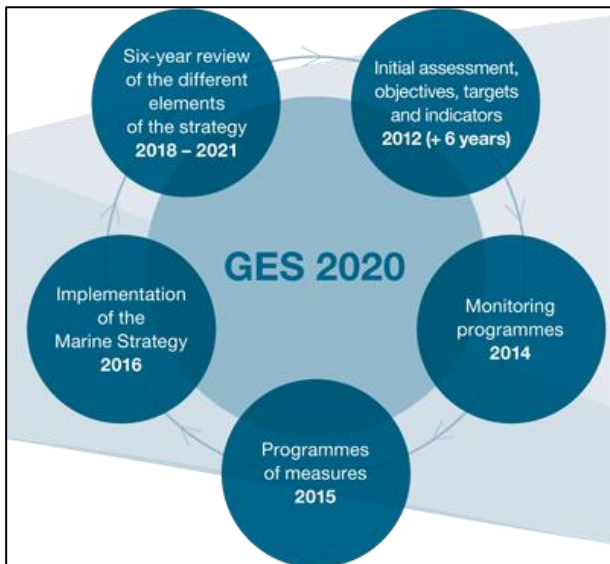 Six-year review
of the different
elements
of the strategy
2018 – 2021
Initial assessment,
objectives, targets
and indicators
2012 (+ 6 years)
GES 2020
Implementation
of the
Marine Strategy
2016
Monitoring
programmes
2014
Programmes
of measures
2015